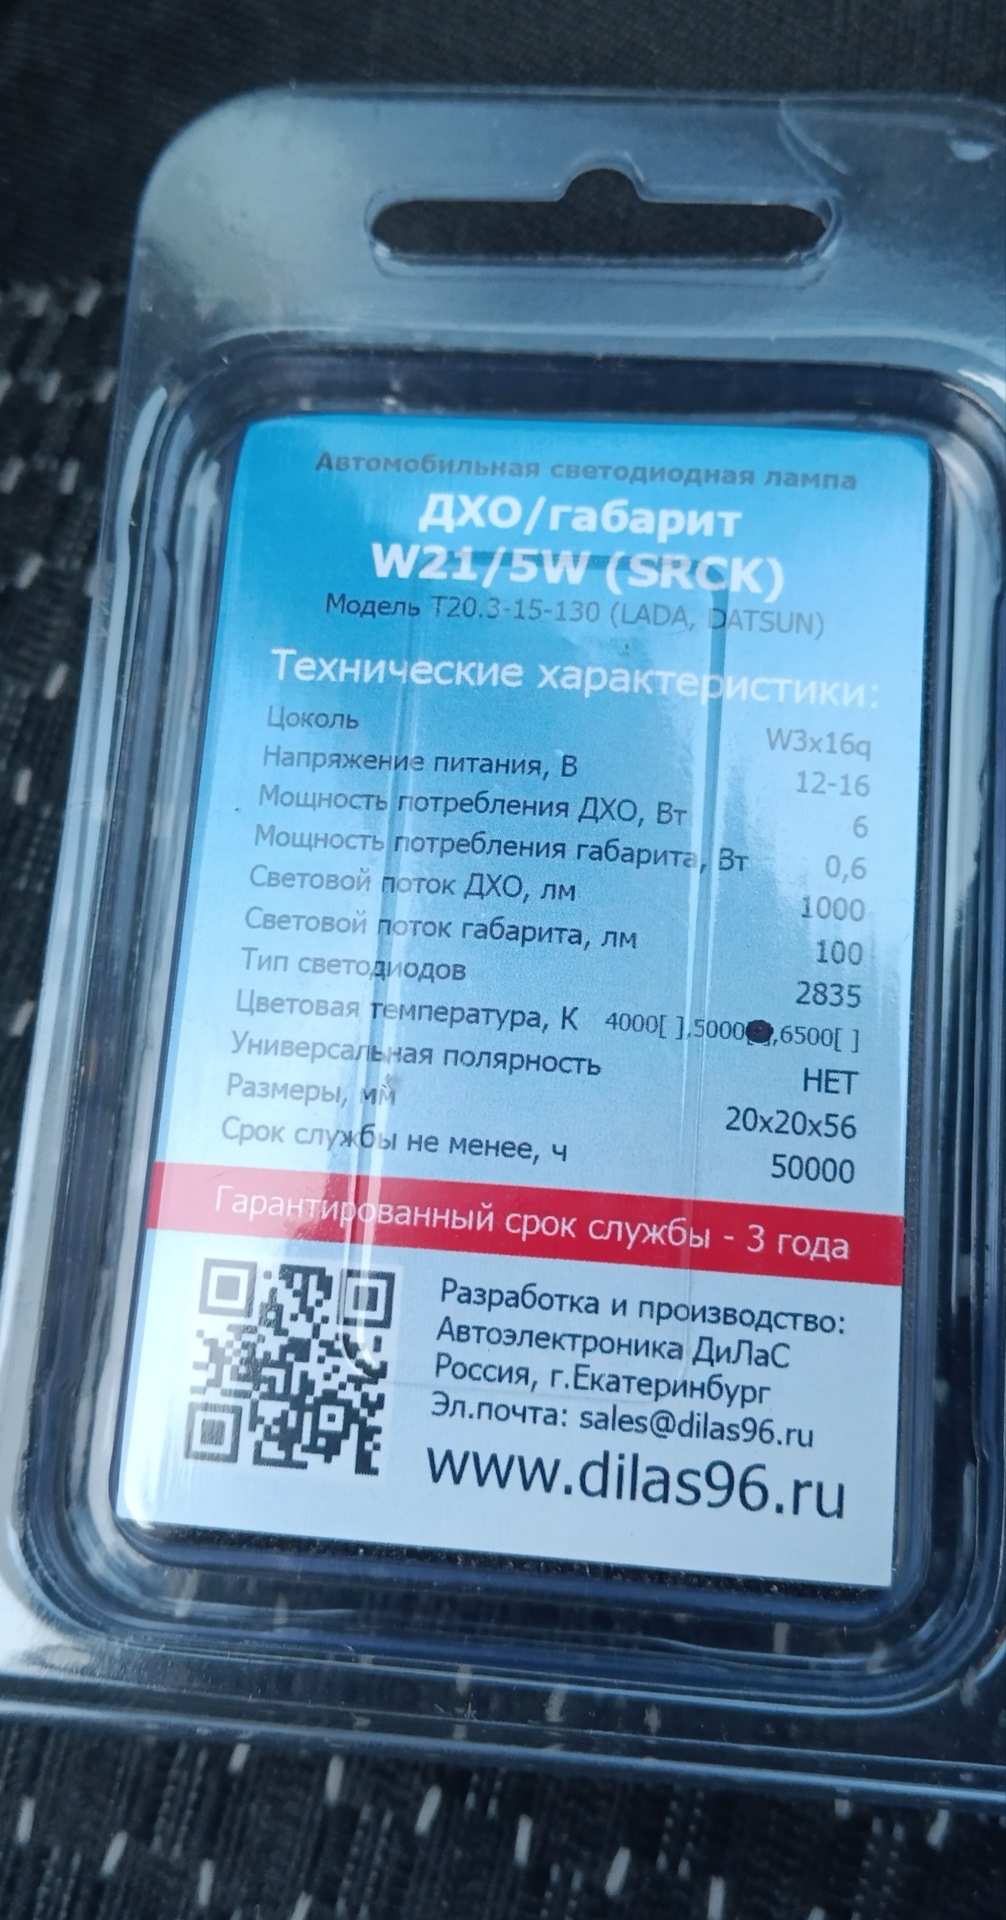 Автомобильная светодиодная лампа
ДХО/габарит
W21/5W (SRCK)
Модель T20.3-15-130 (LADA, DATSUN)
Технические характеристики:
Цоколь W3x16q
Напряжение питания, В 12-16
Мощность потребления ДХО, Вт 6
Мощность потребления габарита, Вт 0,6
Световой поток ДХО, лм 1000
Световой поток габарита, лм 100
Тип светодиодов 2835
Цветовая температура, К 4000[ ],5000[●],6500[ ]
Универсальная полярность НЕТ
Размеры, мм 20x20x56
Срок службы не менее, ч 50000
Гарантированный срок службы - 3 года
Разработка и производство:
Автоэлектроника ДиЛаС
Россия, г.Екатеринбург
Эл.почта: sales@dilas96.ru
www.dilas96.ru